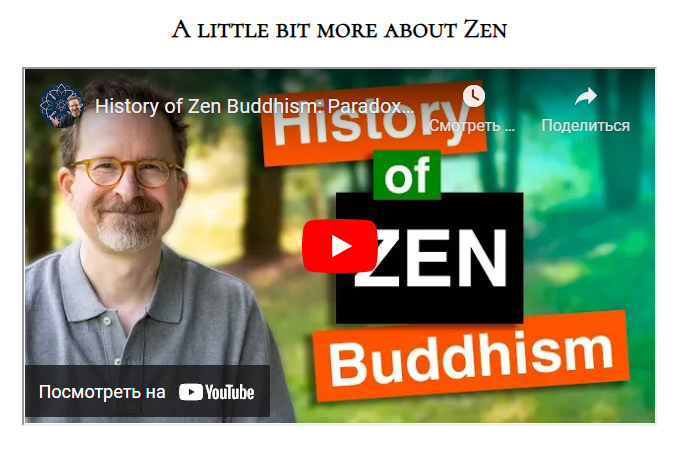 A little bit more about Zen
History of Zen Buddhism: Paradox...
Смотреть ...
Поделиться
History
of
ZEN
Buddhism
Посмотреть на YouTube